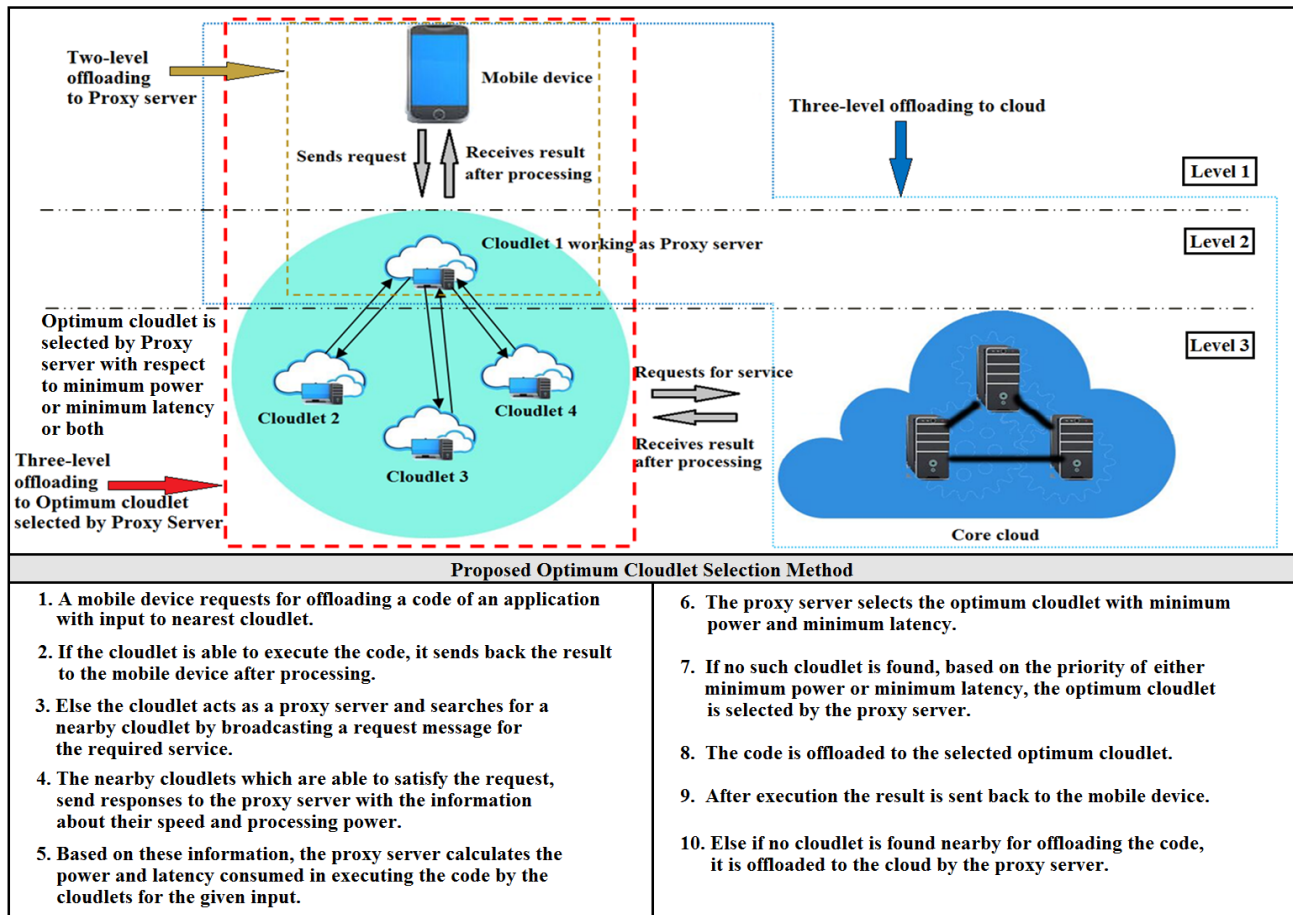 Two-level
offloading
to Proxy server
Mobile device
Three-level offloading to cloud
Sends request
Receives result
after processing
Level 1
Cloudlet 1 working as Proxy server
Level 2
Optimum cloudlet is
selected by Proxy
server with respect
to minimum power
or minimum latency
or both
Level 3
Cloudlet 2
Cloudlet 4
Cloudlet 3
Requests for service
Receives result
after processing
Three-level
offloading
to Optimum cloudlet
selected by Proxy Server
Core cloud
Proposed Optimum Cloudlet Selection Method
1. A mobile device requests for offloading a code of an application
with input to nearest cloudlet.
2. If the cloudlet is able to execute the code, it sends back the result
to the mobile device after processing.
3. Else the cloudlet acts as a proxy server and searches for a
nearby cloudlet by broadcasting a request message for
the required service.
4. The nearby cloudlets which are able to satisfy the request,
send responses to the proxy server with the information
about their speed and processing power.
5. Based on these information, the proxy server calculates the
power and latency consumed in executing the code by the
cloudlets for the given input.
6. The proxy server selects the optimum cloudlet with minimum
power and minimum latency.
7. If no such cloudlet is found, based on the priority of either
minimum power or minimum latency, the optimum cloudlet
is selected by the proxy server.
8. The code is offloaded to the selected optimum cloudlet.
9. After execution the result is sent back to the mobile device.
10. Else if no cloudlet is found nearby for offloading the code,
it is offloaded to the cloud by the proxy server.